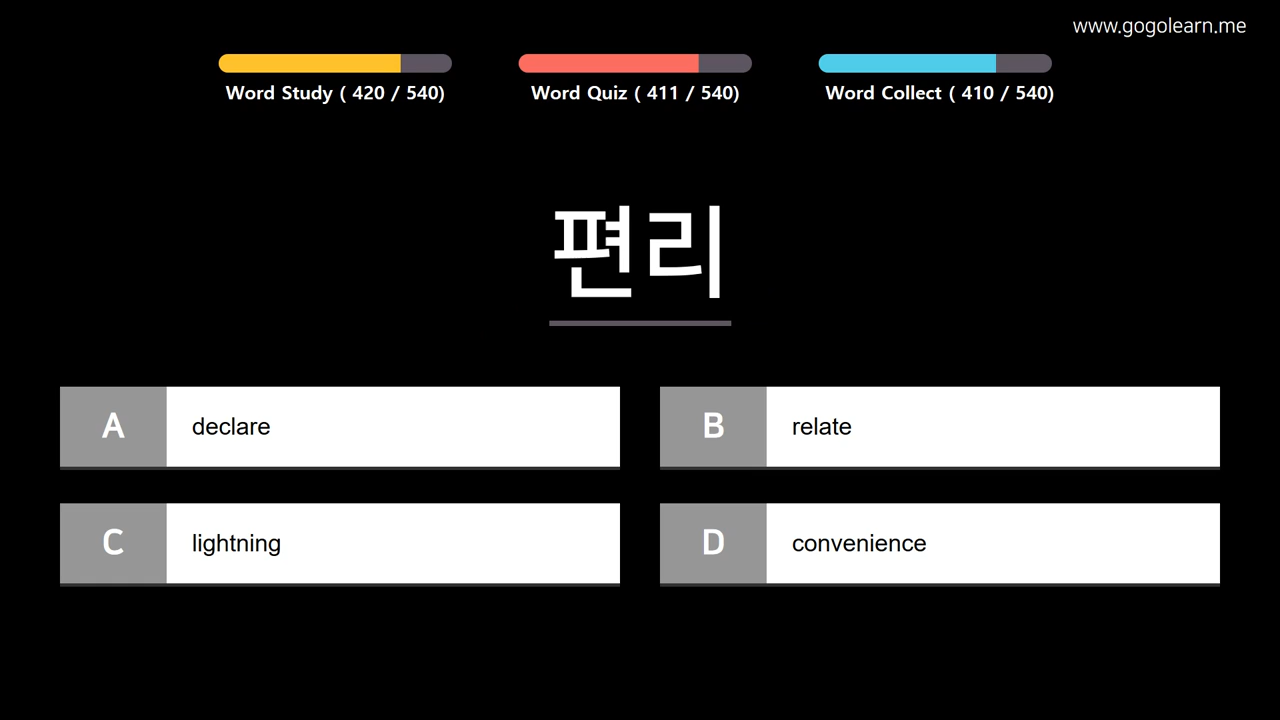 www.gogolearn.me
Word Study ( 420 / 540)
Word Quiz ( 411 / 540)
Word Collect ( 410 / 540)
편리
A declare
B relate
C lightning
D convenience